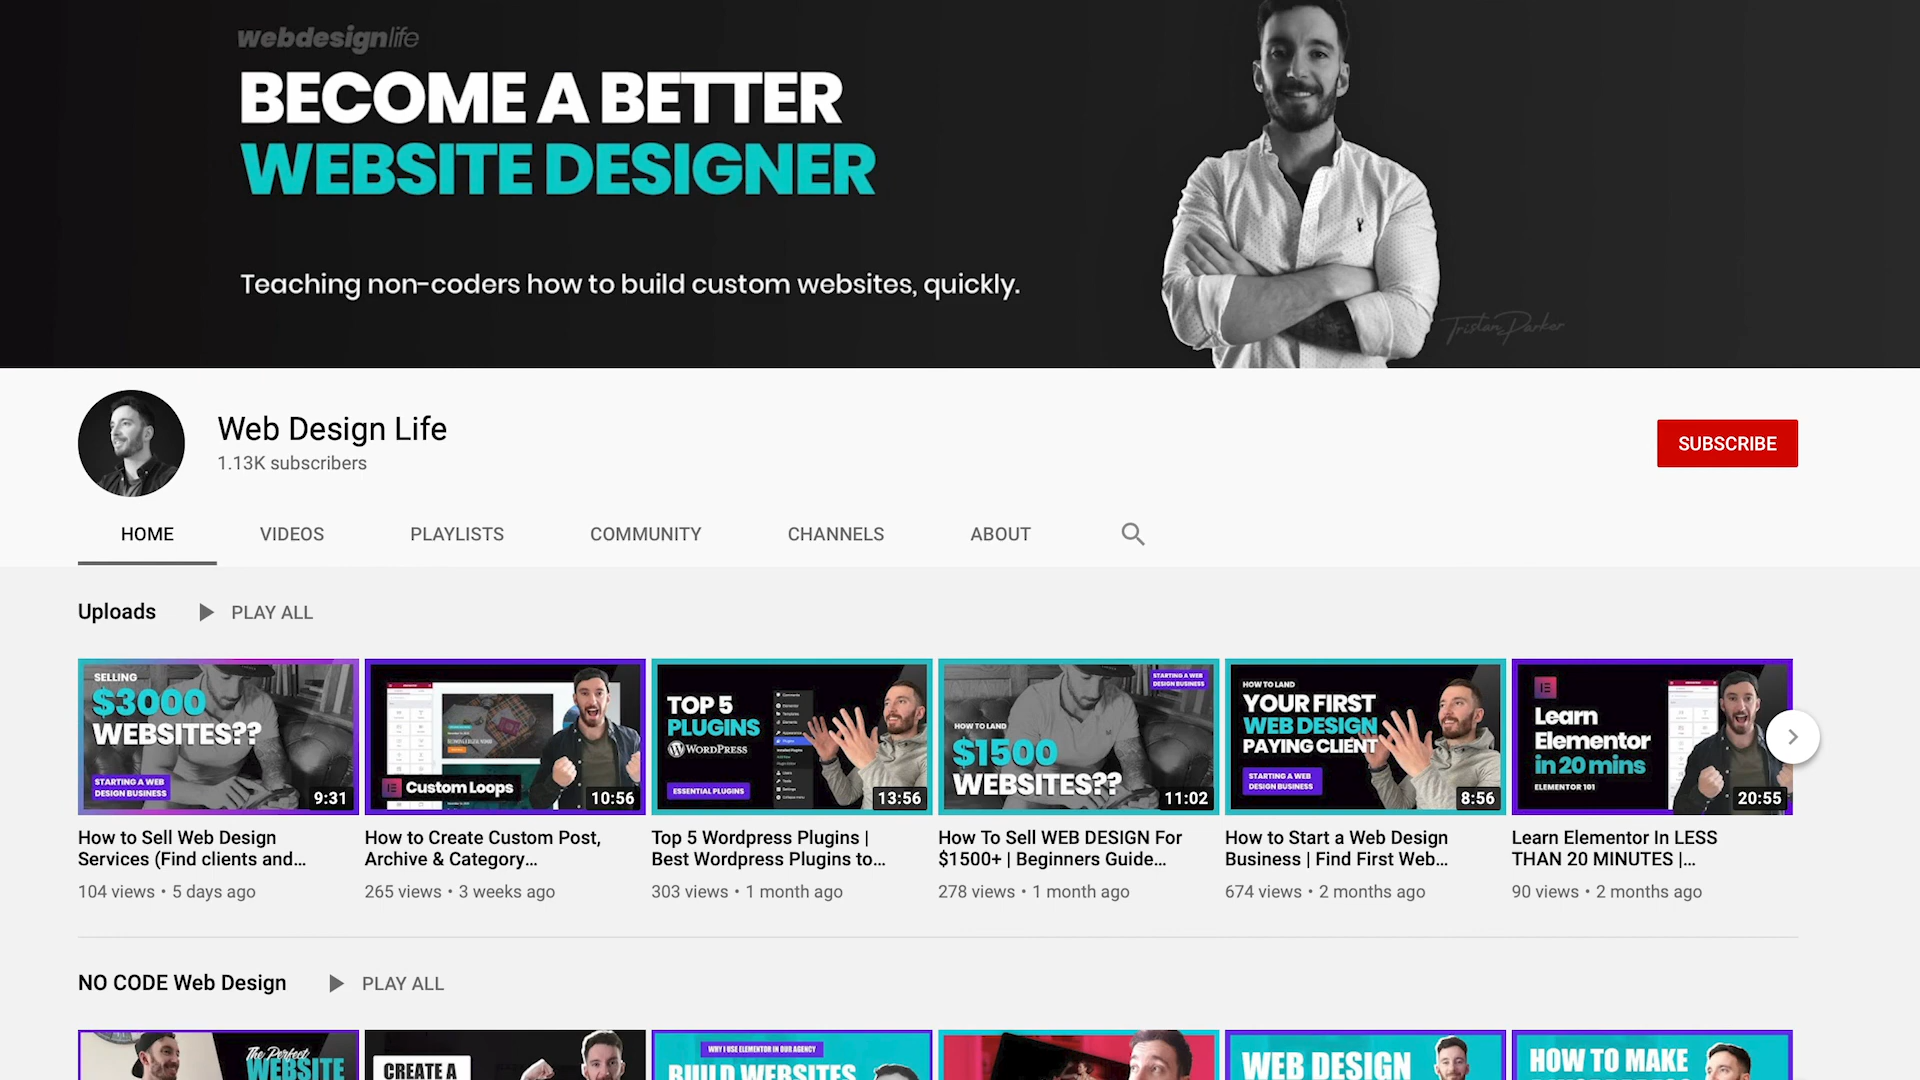 webdesignlife
BECOME A BETTER
WEBSITE DESIGNER
Teaching non-coders how to build custom websites, quickly.
Tristan Parker
Web Design Life
1.13K subscribers
SUBSCRIBE
HOME
VIDEOS
PLAYLISTS
COMMUNITY
CHANNELS
ABOUT
Uploads
PLAY ALL
SELLING
$3000
WEBSITES??
STARTING A WEB
DESIGN BUSINESS
9:31
How to Sell Web Design
Services (Find clients and...
104 views • 5 days ago
Custom Loops
10:56
How to Create Custom Post,
Archive & Category...
265 views • 3 weeks ago
TOP 5
PLUGINS
WORDPRESS
ESSENTIAL PLUGINS
13:56
Top 5 Wordpress Plugins |
Best Wordpress Plugins to...
303 views • 1 month ago
STARTING A WEB
DESIGN BUSINESS
HOW TO LAND
$1500
WEBSITES??
11:02
How To Sell WEB DESIGN For
$1500+ | Beginners Guide...
278 views • 1 month ago
HOW TO LAND
YOUR FIRST
WEB DESIGN
PAYING CLIENT
STARTING A WEB
DESIGN BUSINESS
8:56
How to Start a Web Design
Business | Find First Web...
674 views • 2 months ago
Learn
Elementor
in 20 mins
ELEMENTOR 101
20:55
Learn Elementor In LESS
THAN 20 MINUTES |...
90 views • 2 months ago
NO CODE Web Design
PLAY ALL
The Perfect
WEBSITE
CREATE A
WHY I USE ELEMENTOR IN OUR AGENCY
BUILD WEBSITES
WEB DESIGN
HOW TO MAKE